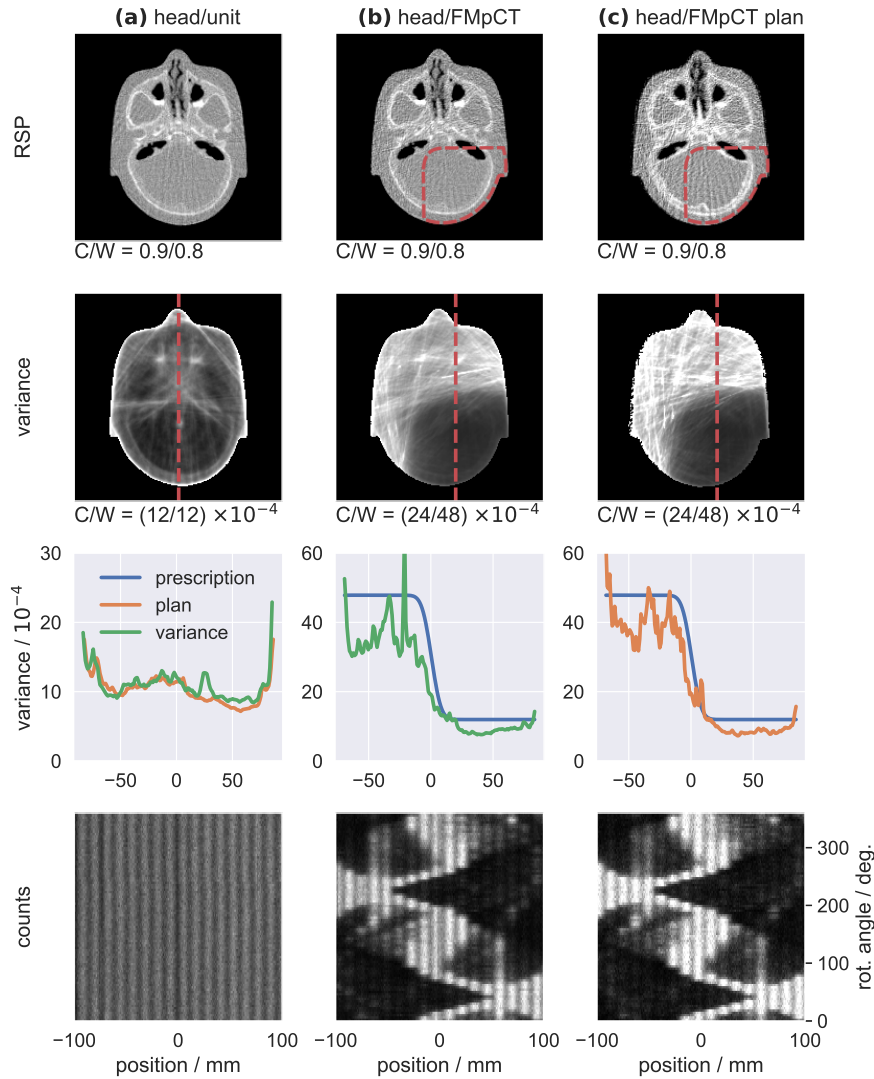 (a) head/unit (b) head/FMpCT (c) head/FMpCT plan
RSP
C/W = 0.9/0.8 C/W = 0.9/0.8 C/W = 0.9/0.8
variance
C/W = (12/12) ×10⁻⁴ C/W = (24/48) ×10⁻⁴ C/W = (24/48) ×10⁻⁴
variance / 10⁻⁴
30 60 60
20 40 40
10 20 20
0 0 0
prescription
plan
variance
−50 0 50 −50 0 50 −50 0 50
counts
300
200
100
0
rot. angle / deg.
−100 0 100 −100 0 100 −100 0 100
position / mm position / mm position / mm